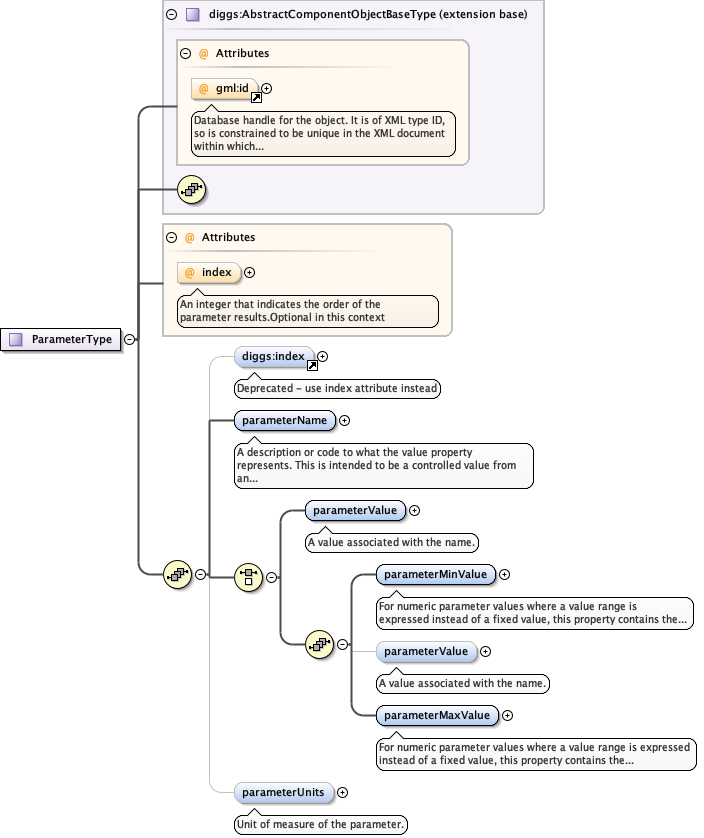 diggs:AbstractComponentObjectBaseType (extension base)
@ Attributes
@ gml:id
Database handle for the object. It is of XML type ID,
so is constrained to be unique in the XML document
within which...
@ Attributes
@ index
An integer that indicates the order of the
parameter results.Optional in this context
ParameterType
diggs:index
Deprecated - use index attribute instead
parameterName
A description or code to what the value property
represents. This is intended to be a controlled value from
an...
parameterValue
A value associated with the name.
parameterMinValue
For numeric parameter values where a value range is
expressed instead of a fixed value, this property contains the...
parameterValue
A value associated with the name.
parameterMaxValue
For numeric parameter values where a value range is expressed
instead of a fixed value, this property contains the...
parameterUnits
Unit of measure of the parameter.